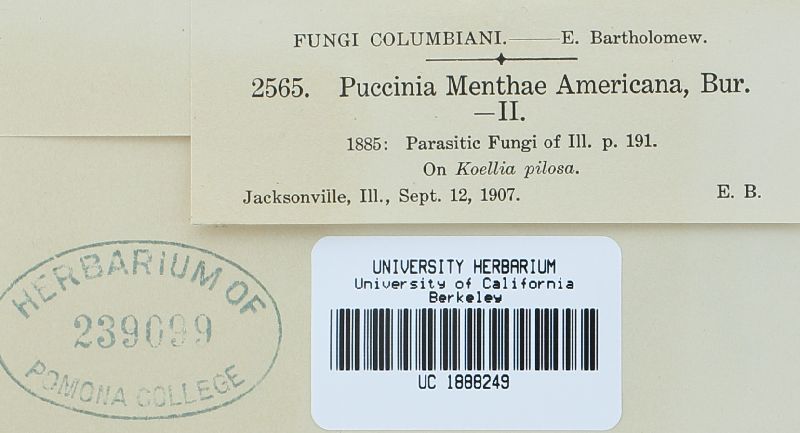 FUNGI COLUMBIANI.—E. Bartholomew.
2565. Puccinia Menthae Americana, Bur.
—II.
1885: Parasitic Fungi of Ill. p. 191.
On Koellia pilosa.
Jacksonville, Ill., Sept. 12, 1907. E. B.
HERBARIUM OF
239099
POMONA COLLEGE
UNIVERSITY HERBARIUM
University of California
Berkeley
UC 1888249